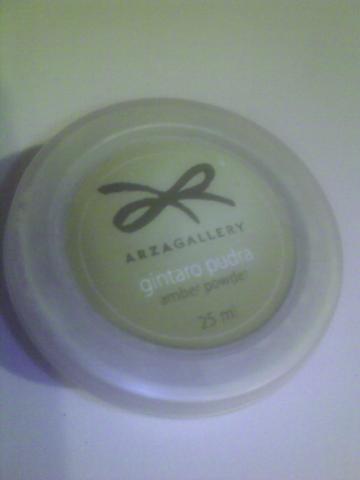 ARZAGALLERY
gintaro pudra
amber powder
25 ml